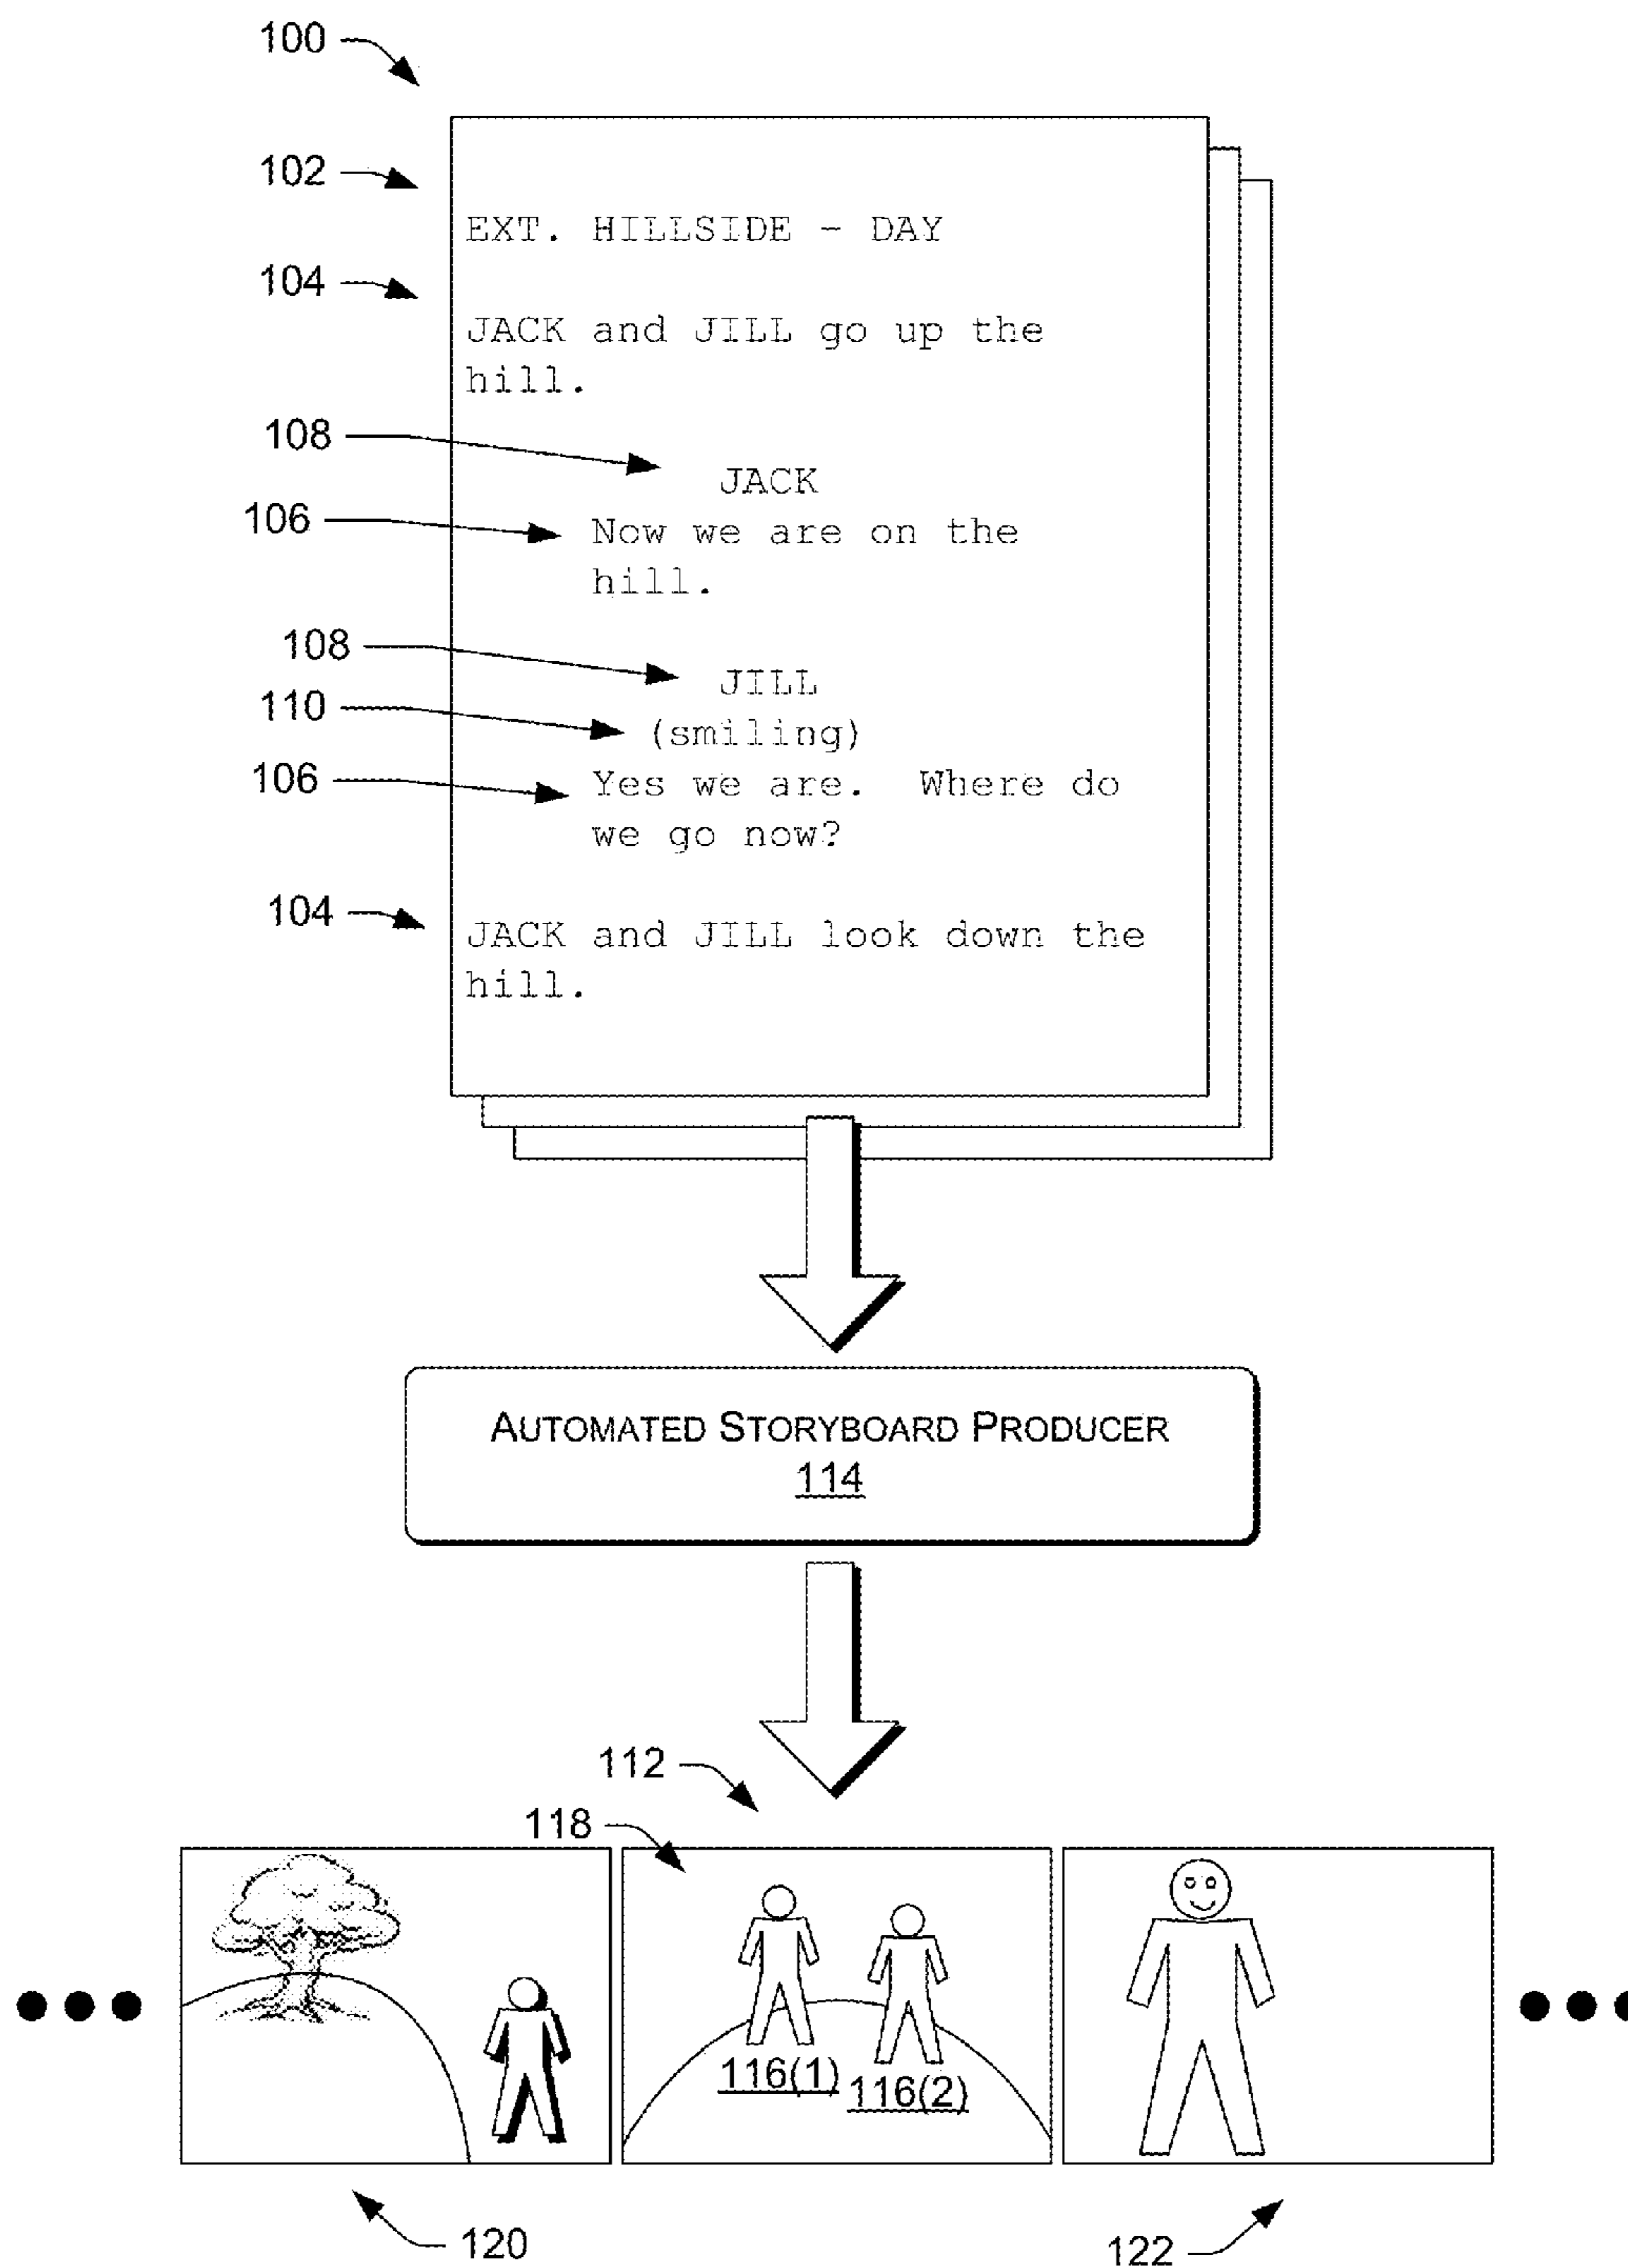 100
102
EXT. HILLSIDE - DAY
104
JACK and JILL go up the
hill.
108
JACK
106
Now we are on the
hill.
108
JILL
110
(smiling)
106
Yes we are.  Where do
we go now?
104
JACK and JILL look down the
hill.
AUTOMATED STORYBOARD PRODUCER
114
112
118
116(1)
116(2)
120
122